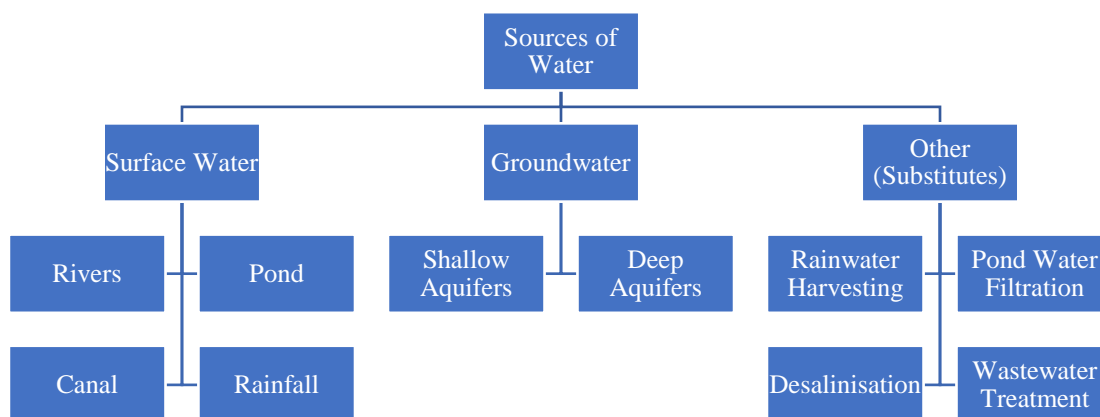 Sources of
Water
Surface Water
Groundwater
Other
(Substitutes)
Rivers
Pond
Shallow
Aquifers
Deep
Aquifers
Rainwater
Harvesting
Pond Water
Filtration
Canal
Rainfall
Desalinisation
Wastewater
Treatment